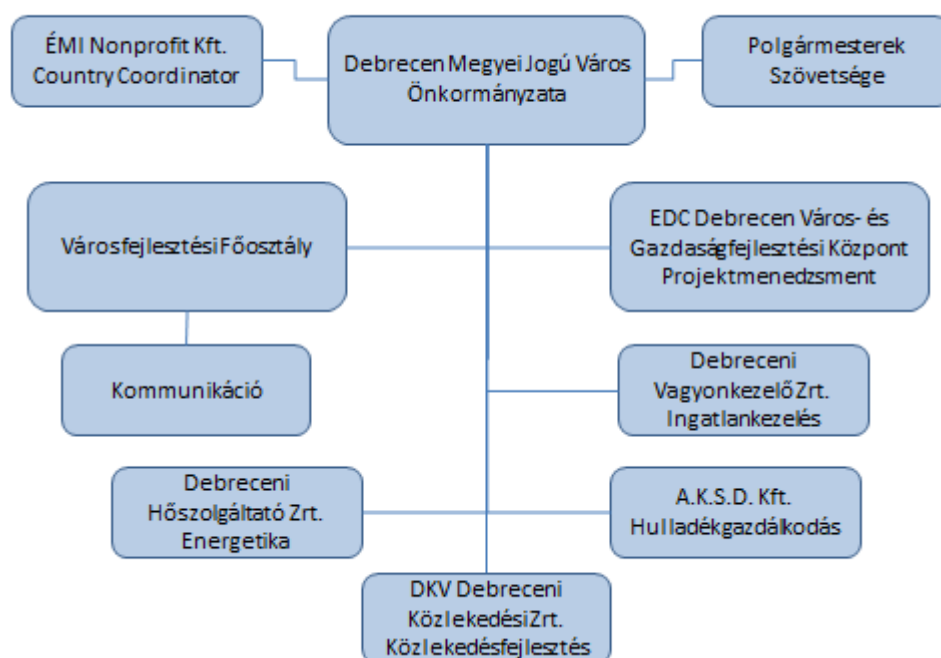 ÉMI Nonprofit Kft.
Country Coordinator
Debrecen Megyei Jogú Város
Önkormányzata
Polgármesterek
Szövetsége
Városfejlesztési Főosztály
EDC Debrecen Város- és
Gazdaságfejlesztési Központ
Projektmenedzsment
Kommunikáció
Debreceni
Vagyonkezelő Zrt.
Ingatlankezelés
Debreceni
Hőszolgáltató Zrt.
Energetika
A.K.S.D. Kft.
Hulladékgazdálkodás
DKV Debreceni
Közlekedési Zrt.
Közlekedésfejlesztés